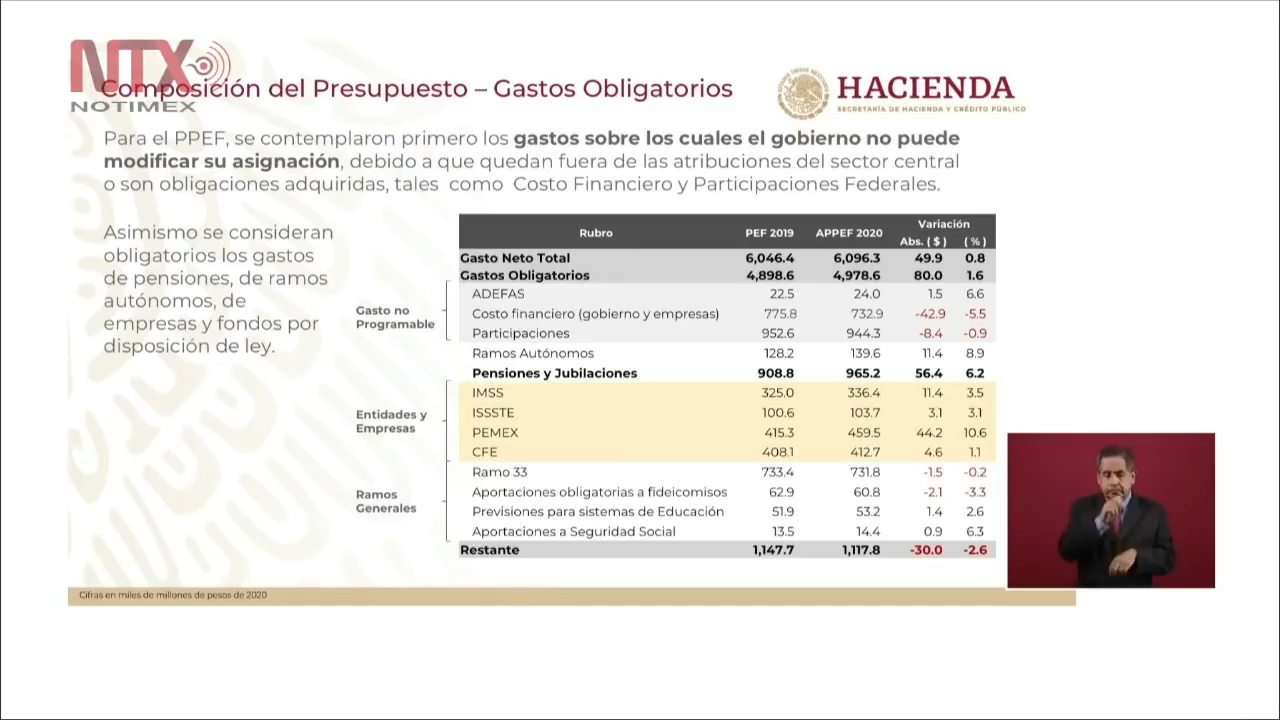 NTX
NOTIMEX
Composición del Presupuesto – Gastos Obligatorios
HACIENDA
SECRETARÍA DE HACIENDA Y CRÉDITO PÚBLICO
Para el PPEF, se contemplaron primero los gastos sobre los cuales el gobierno no puede
modificar su asignación, debido a que quedan fuera de las atribuciones del sector central
o son obligaciones adquiridas, tales como Costo Financiero y Participaciones Federales.
Asimismo se consideran
obligatorios los gastos
de pensiones, de ramos
autónomos, de
empresas y fondos por
disposición de ley.
Gasto no
Programable
Entidades y
Empresas
Ramos
Generales
Rubro PEF 2019 APPEF 2020 Variación
Abs. ( $ ) ( % )
Gasto Neto Total 6,046.4 6,096.3 49.9 0.8
Gastos Obligatorios 4,898.6 4,978.6 80.0 1.6
ADEFAS 22.5 24.0 1.5 6.6
Costo financiero (gobierno y empresas) 775.8 732.9 -42.9 -5.5
Participaciones 952.6 944.3 -8.4 -0.9
Ramos Autónomos 128.2 139.6 11.4 8.9
Pensiones y Jubilaciones 908.8 965.2 56.4 6.2
IMSS 325.0 336.4 11.4 3.5
ISSSTE 100.6 103.7 3.1 3.1
PEMEX 415.3 459.5 44.2 10.6
CFE 408.1 412.7 4.6 1.1
Ramo 33 733.4 731.8 -1.5 -0.2
Aportaciones obligatorias a fideicomisos 62.9 60.8 -2.1 -3.3
Previsiones para sistemas de Educación 51.9 53.2 1.4 2.6
Aportaciones a Seguridad Social 13.5 14.4 0.9 6.3
Restante 1,147.7 1,117.8 -30.0 -2.6
Cifras en miles de millones de pesos de 2020